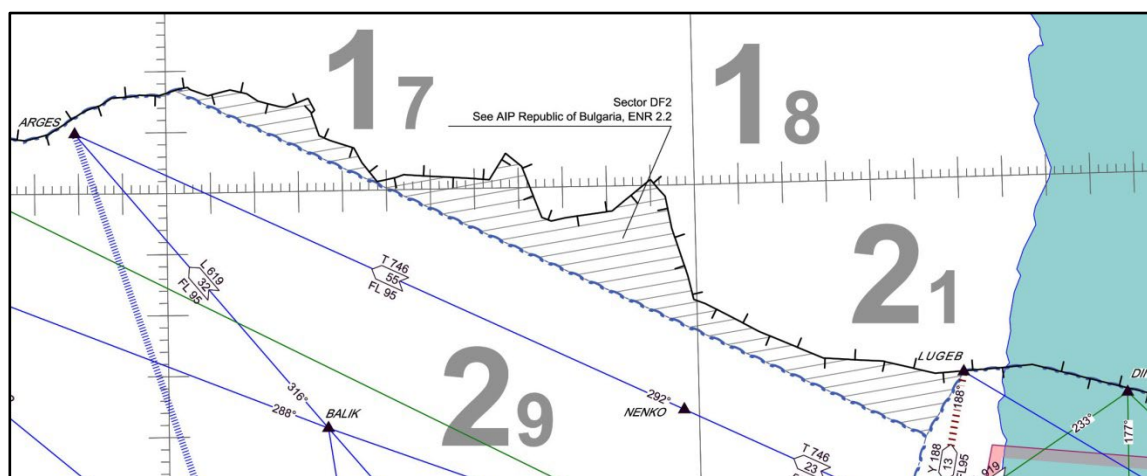 17
18
Sector DF2
See AIP Republic of Bulgaria, ENR 2.2
ARGES
L 619
32
FL 95
T 746
55
FL 95
21
LUGEB
188°
233°
177°
316°
288°
BALIK
29
292°
NENKO
T 746
23
Y 188
13
FL95
919